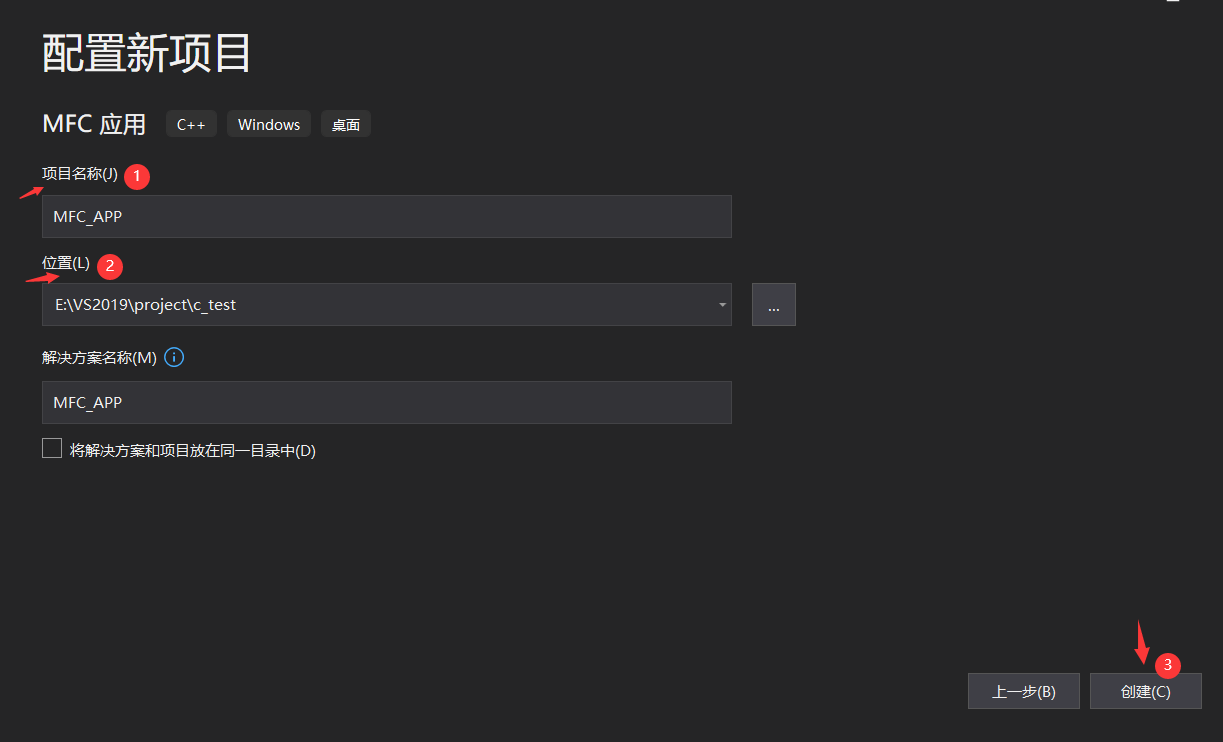 配置新项目
MFC 应用 C++ Windows 桌面
项目名称(J) 1
MFC_APP
位置(L) 2
E:\VS2019\project\c_test ...
解决方案名称(M)
MFC_APP
将解决方案和项目放在同一目录中(D)
3
上一步(B) 创建(C)